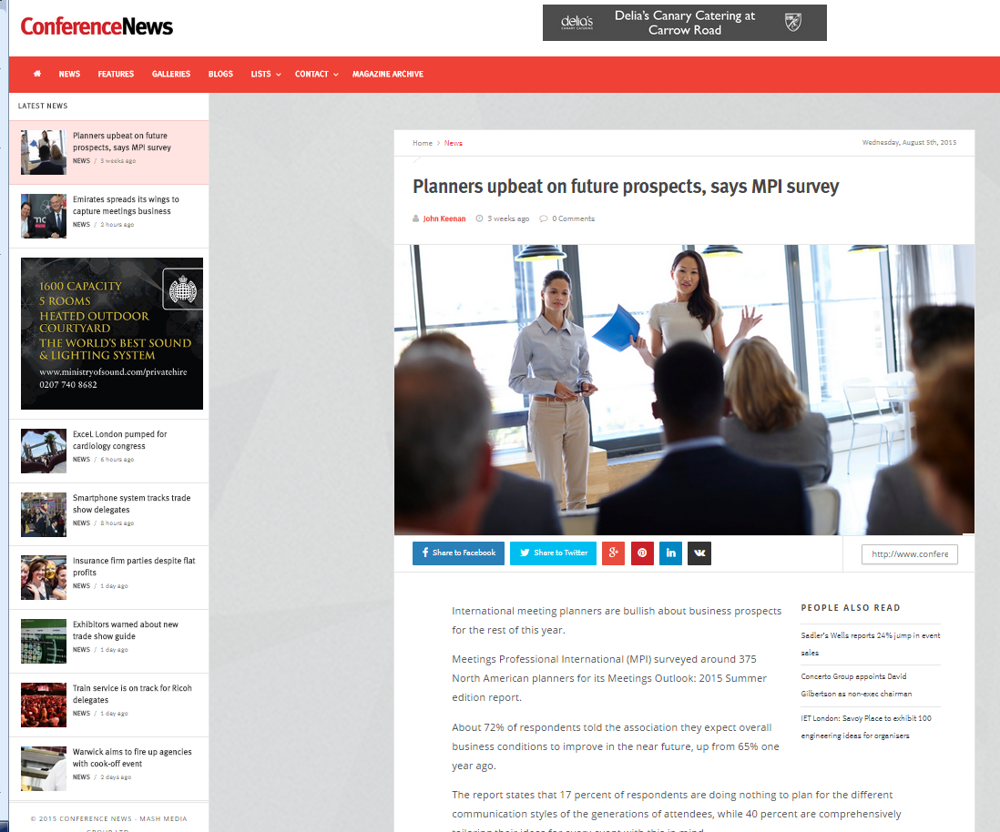 ConferenceNews
delia's
CANARY CATERING
Delia's Canary Catering at
Carrow Road
NEWS FEATURES GALLERIES BLOGS LISTS CONTACT MAGAZINE ARCHIVE
LATEST NEWS
Planners upbeat on future
prospects, says MPI survey
NEWS / 3 weeks ago
Emirates spreads its wings to
capture meetings business
NEWS / 2 hours ago
1600 CAPACITY
5 ROOMS
HEATED OUTDOOR
COURTYARD
THE WORLD'S BEST SOUND
& LIGHTING SYSTEM
www.ministryofsound.com/privatehire
0207 740 8682
ExceL London pumped for
cardiology congress
NEWS / 6 hours ago
Smartphone system tracks trade
show delegates
NEWS / 8 hours ago
Insurance firm parties despite flat
profits
NEWS / 1 day ago
Exhibitors warned about new
trade show guide
NEWS / 1 day ago
Train service is on track for Ricoh
delegates
NEWS / 1 day ago
Warwick aims to fire up agencies
with cook-off event
NEWS / 2 days ago
© 2015 CONFERENCE NEWS - MASH MEDIA
GROUP LTD
Home > News
Wednesday, August 5th, 2015
Planners upbeat on future prospects, says MPI survey
John Keenan 3 weeks ago 0 Comments
Share to Facebook Share to Twitter
http://www.confere
International meeting planners are bullish about business prospects
for the rest of this year.
Meetings Professional International (MPI) surveyed around 375
North American planners for its Meetings Outlook: 2015 Summer
edition report.
About 72% of respondents told the association they expect overall
business conditions to improve in the near future, up from 65% one
year ago.
The report states that 17 percent of respondents are doing nothing to plan for the different
communication styles of the generations of attendees, while 40 percent are comprehensively
tailoring their ideas for every event with this in mind.
PEOPLE ALSO READ
Sadler's Wells reports 24% jump in event
sales
Concerto Group appoints David
Gilbertson as non-exec chairman
IET London: Savoy Place to exhibit 100
engineering ideas for organisers